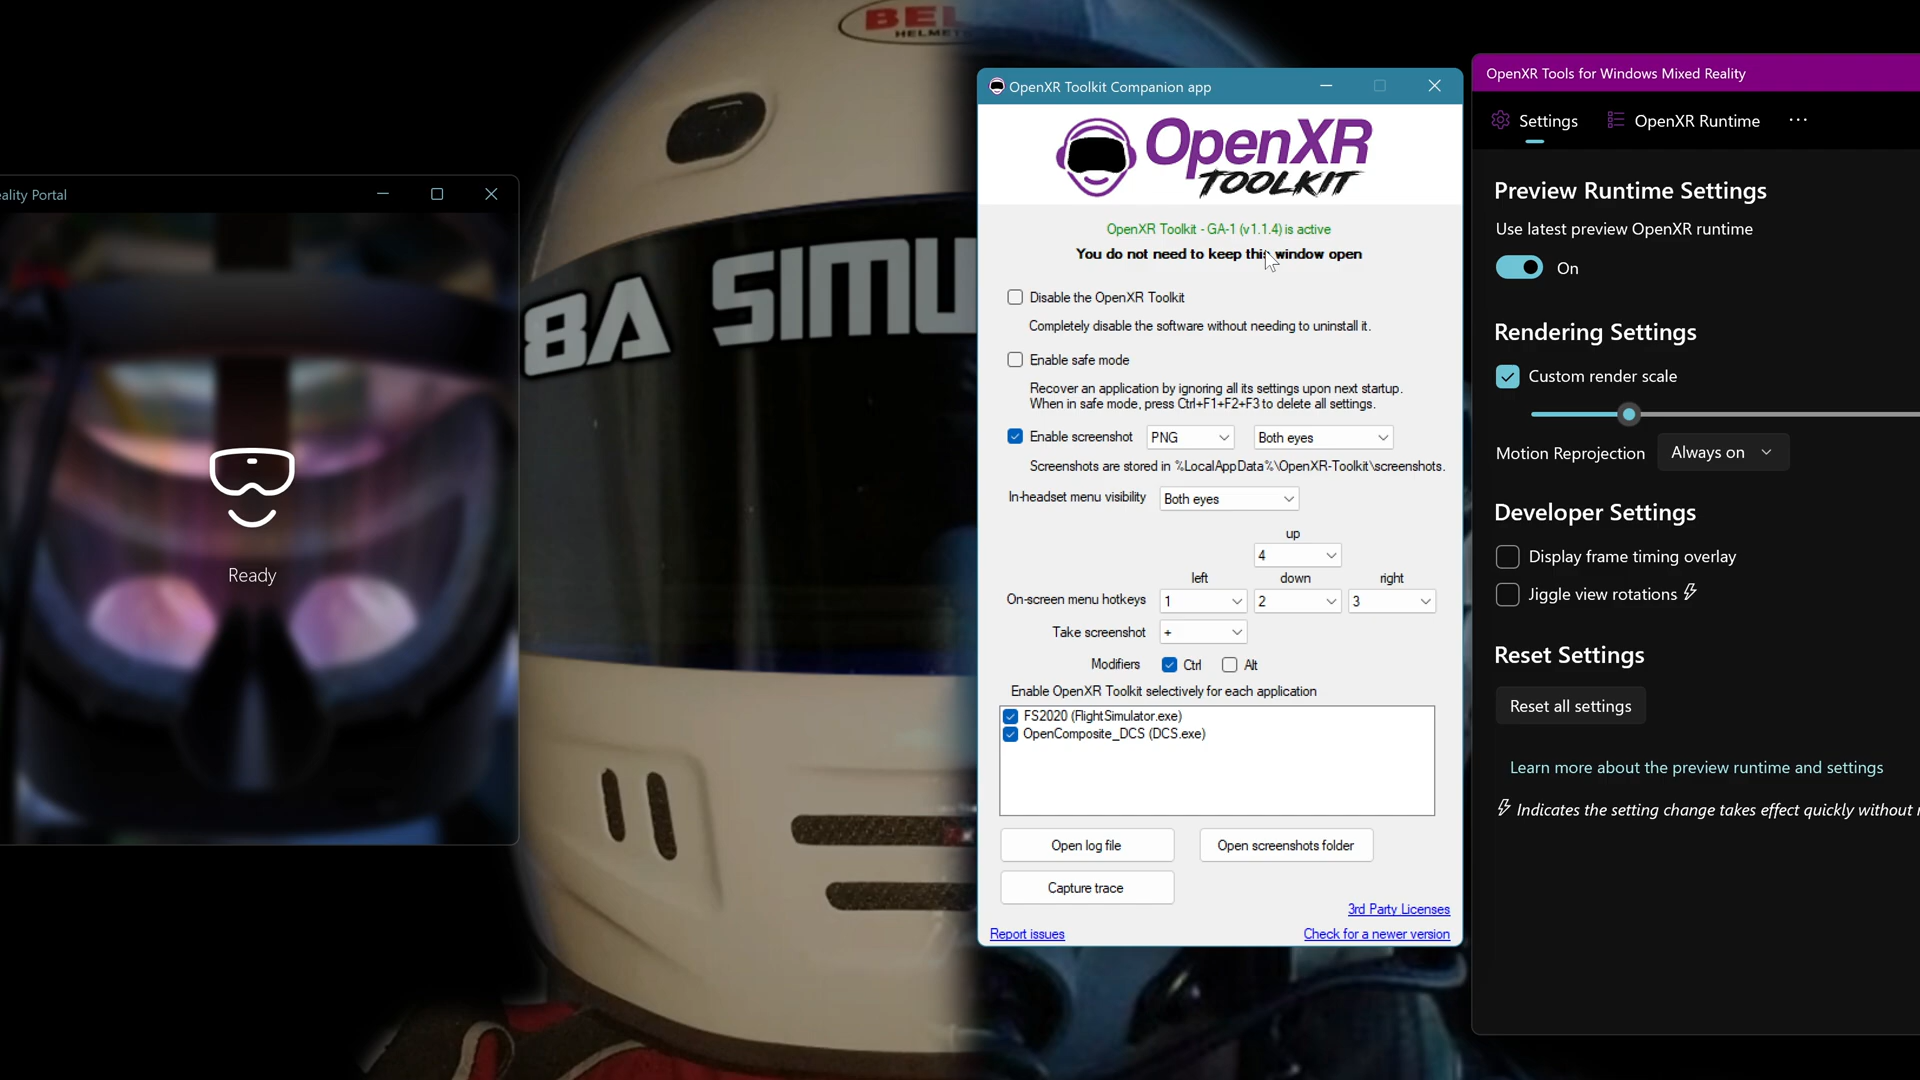 BEL
HELMET
8A SIMU
eality Portal
Ready
OpenXR Toolkit Companion app
OpenXR
TOOLKIT
OpenXR Toolkit - GA-1 (v1.1.4) is active
You do not need to keep this window open
Disable the OpenXR Toolkit
Completely disable the software without needing to uninstall it.
Enable safe mode
Recover an application by ignoring all its settings upon next startup.
When in safe mode, press Ctrl+F1+F2+F3 to delete all settings.
Enable screenshot PNG Both eyes
Screenshots are stored in %LocalAppData%\OpenXR-Toolkit\screenshots.
In-headset menu visibility Both eyes
up
4
left down right
On-screen menu hotkeys 1 2 3
Take screenshot +
Modifiers Ctrl Alt
Enable OpenXR Toolkit selectively for each application
FS2020 (FlightSimulator.exe)
OpenComposite_DCS (DCS.exe)
Open log file Open screenshots folder
Capture trace
3rd Party Licenses
Report issues Check for a newer version
OpenXR Tools for Windows Mixed Reality
Settings OpenXR Runtime ...
Preview Runtime Settings
Use latest preview OpenXR runtime
On
Rendering Settings
Custom render scale
Motion Reprojection Always on
Developer Settings
Display frame timing overlay
Jiggle view rotations
Reset Settings
Reset all settings
Learn more about the preview runtime and settings
Indicates the setting change takes effect quickly without